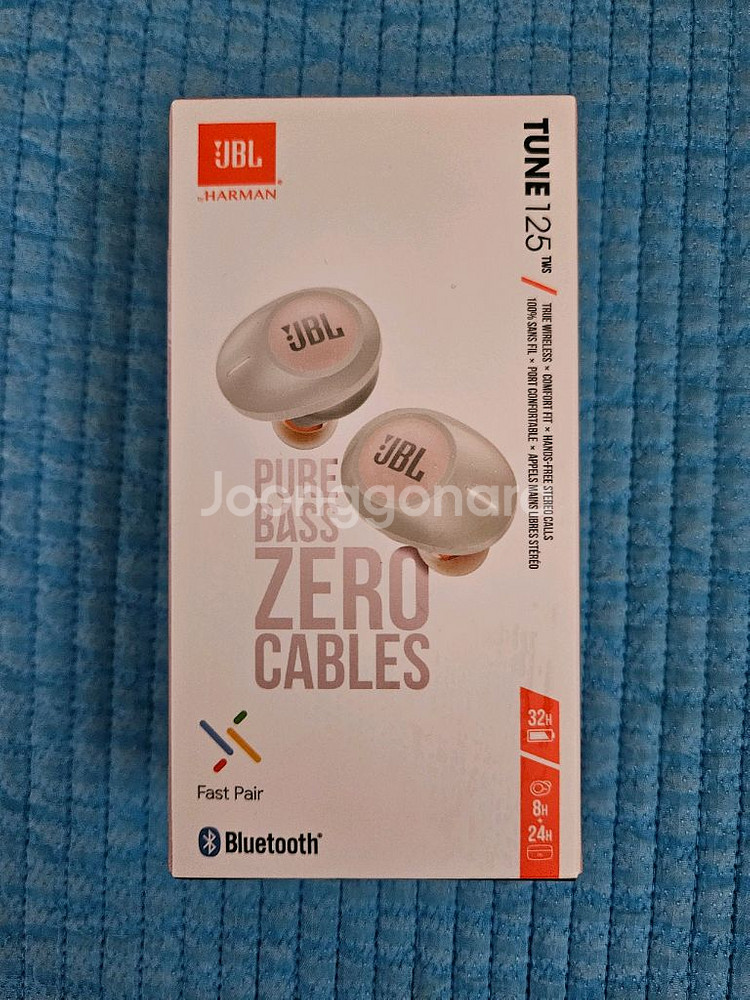 JBL
by HARMAN
TUNE 125 TWS
TRUE WIRELESS × COMFORT FIT × HANDS-FREE STEREO CALLS
100% SANS FIL × PORT CONFORTABLE × APPELS MAINS LIBRES STÉRÉO
JBL
JBL
PURE
BASS
ZERO
CABLES
Joonggonara
32H
8H
+
24H
Fast Pair
Bluetooth®